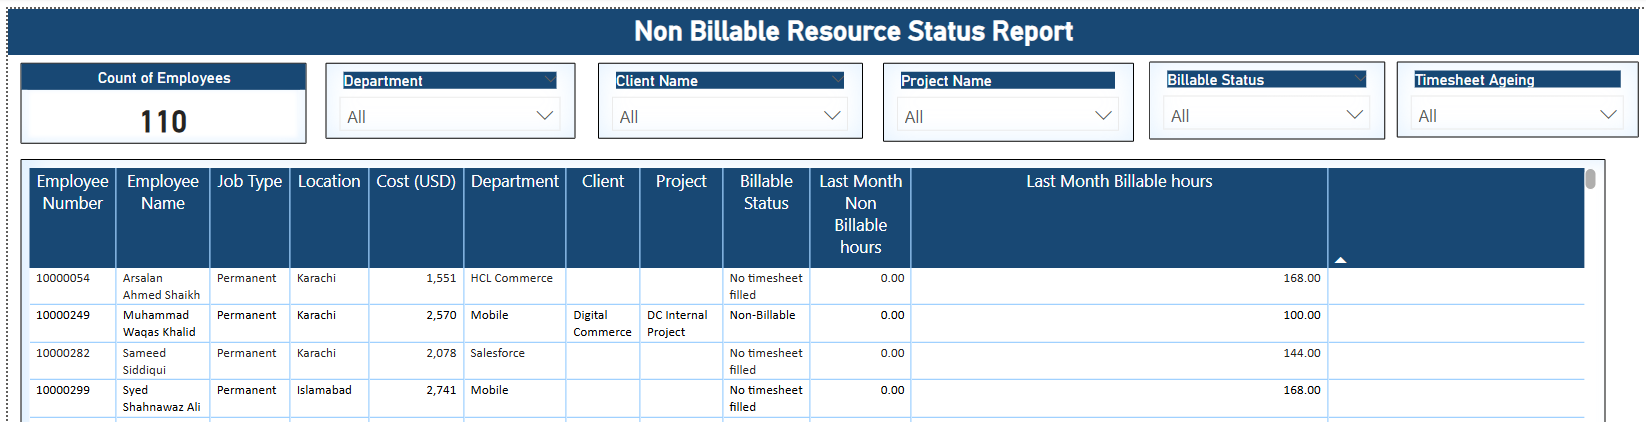 Non Billable Resource Status Report
Count of Employees
110
Department
All
Client Name
All
Project Name
All
Billable Status
All
Timesheet Ageing
All
Employee Number Employee Name Job Type Location Cost (USD) Department Client Project Billable Status Last Month Non Billable hours Last Month Billable hours
10000054 Arsalan Ahmed Shaikh Permanent Karachi 1,551 HCL Commerce No timesheet filled 0.00 168.00
10000249 Muhammad Waqas Khalid Permanent Karachi 2,570 Mobile Digital Commerce DC Internal Project Non-Billable 0.00 100.00
10000282 Sameed Siddiqui Permanent Karachi 2,078 Salesforce No timesheet filled 0.00 144.00
10000299 Syed Shahnawaz Ali Permanent Islamabad 2,741 Mobile No timesheet filled 0.00 168.00